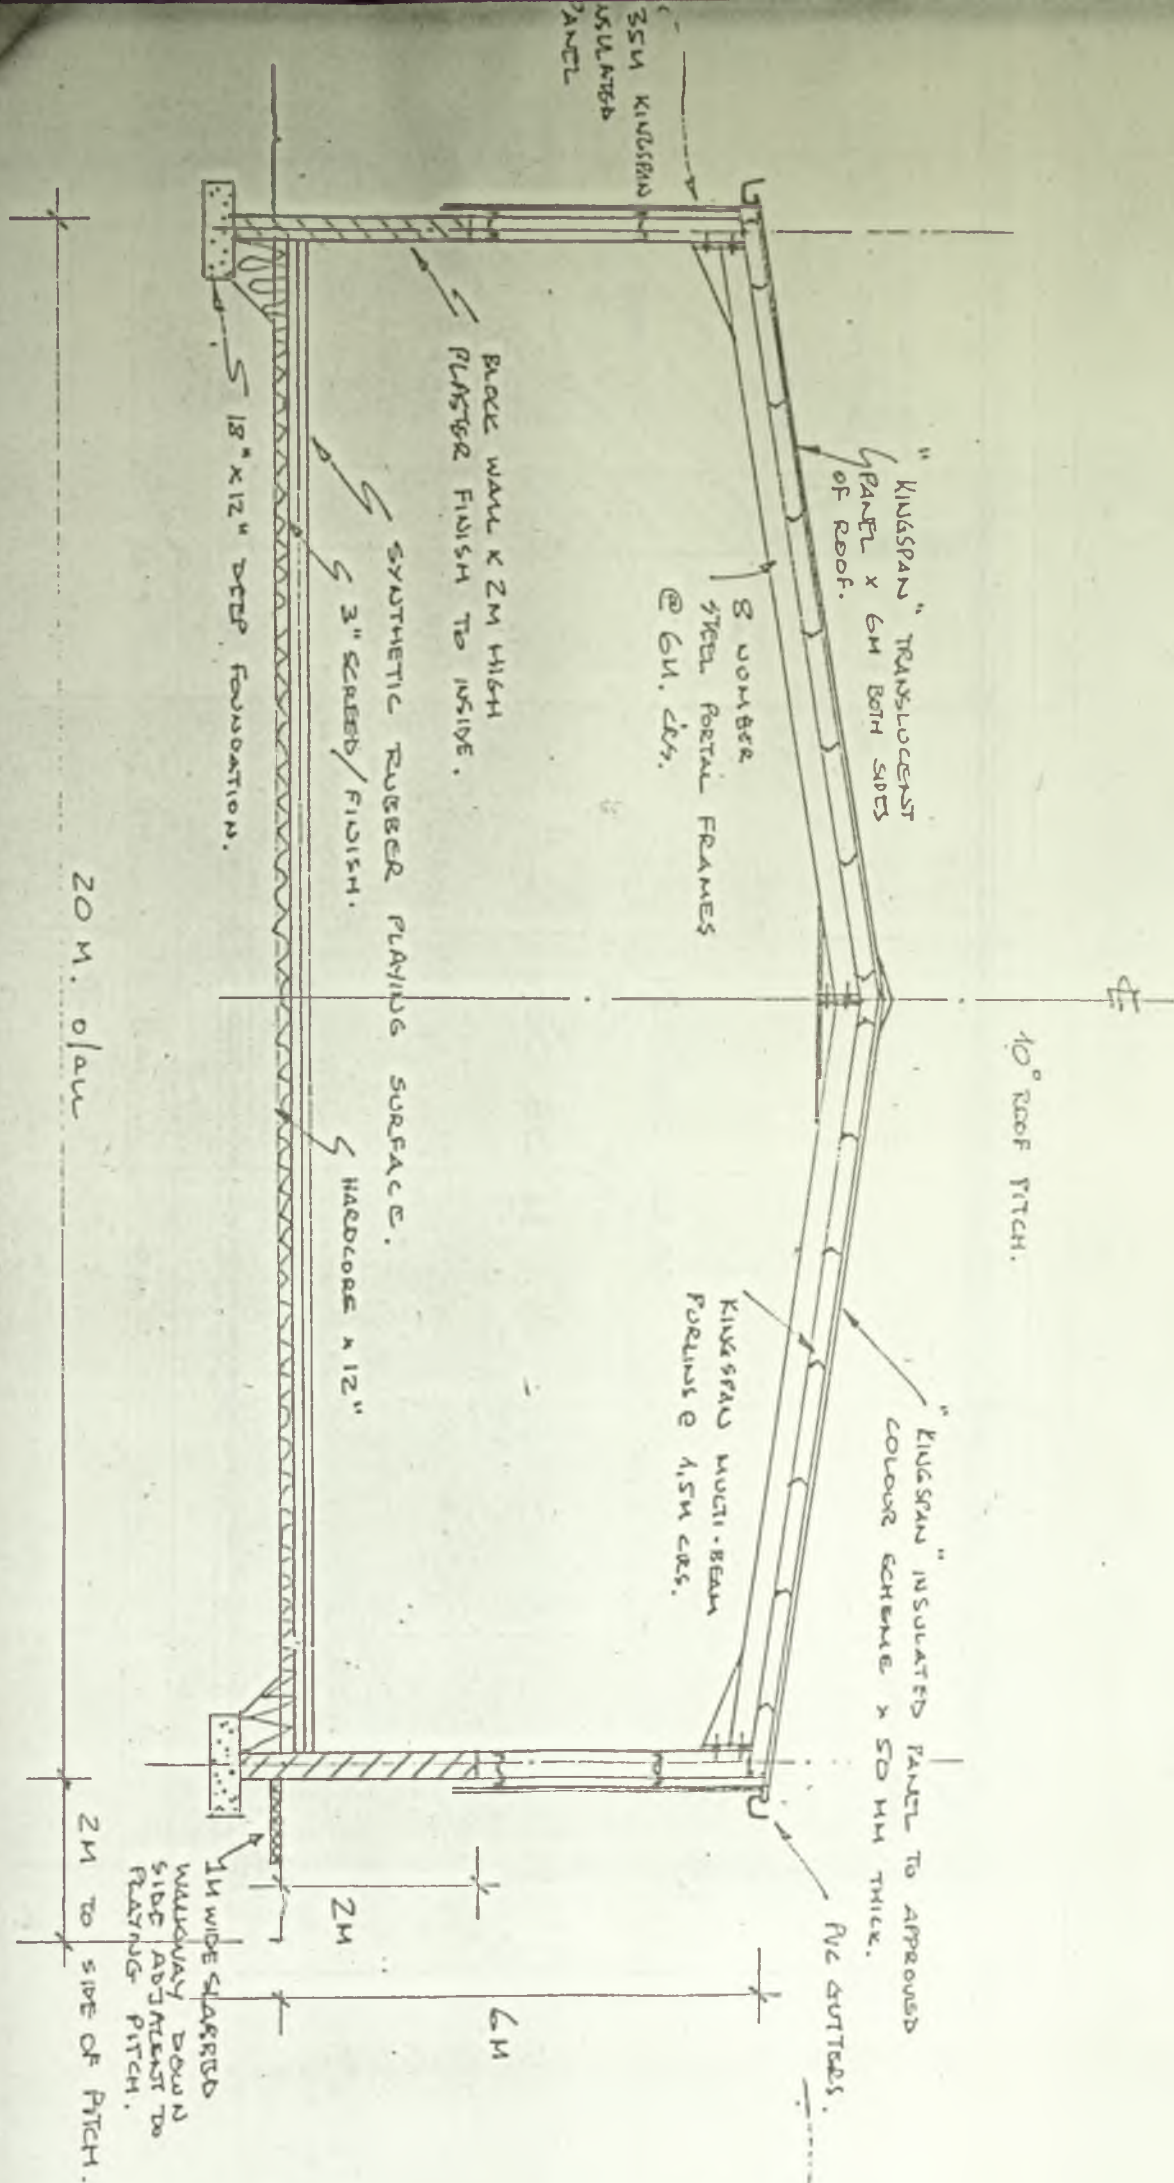 ℄
10° ROOF PITCH.
"KINGSPAN" TRANSLUCENT
PANEL x 6M BOTH SIDES
OF ROOF.
"KINGSPAN" INSULATED PANEL TO APPROVED
COLOUR SCHEME x 50 MM THICK.
PVC GUTTERS.
8 NUMBER
STEEL PORTAL FRAMES
@ 6M. CRS.
KINGSPAN MULTI-BEAM
PURLINS @ 1,5M CRS.
35M KINGSPAN
INSULATED
PANEL
BLOCK WALL x 2M HIGH
PLASTER FINISH TO INSIDE.
SYNTHETIC RUBBER PLAYING SURFACE.
3" SCREED/FINISH.
HARDCORE x 12"
18" x 12" DEEP FOUNDATION.
2M
6M
1M WIDE SLABBED
WALKWAY DOWN
SIDE ADJACENT TO
PLAYING PITCH.
20 M. o/all
2M TO SIDE OF PITCH.